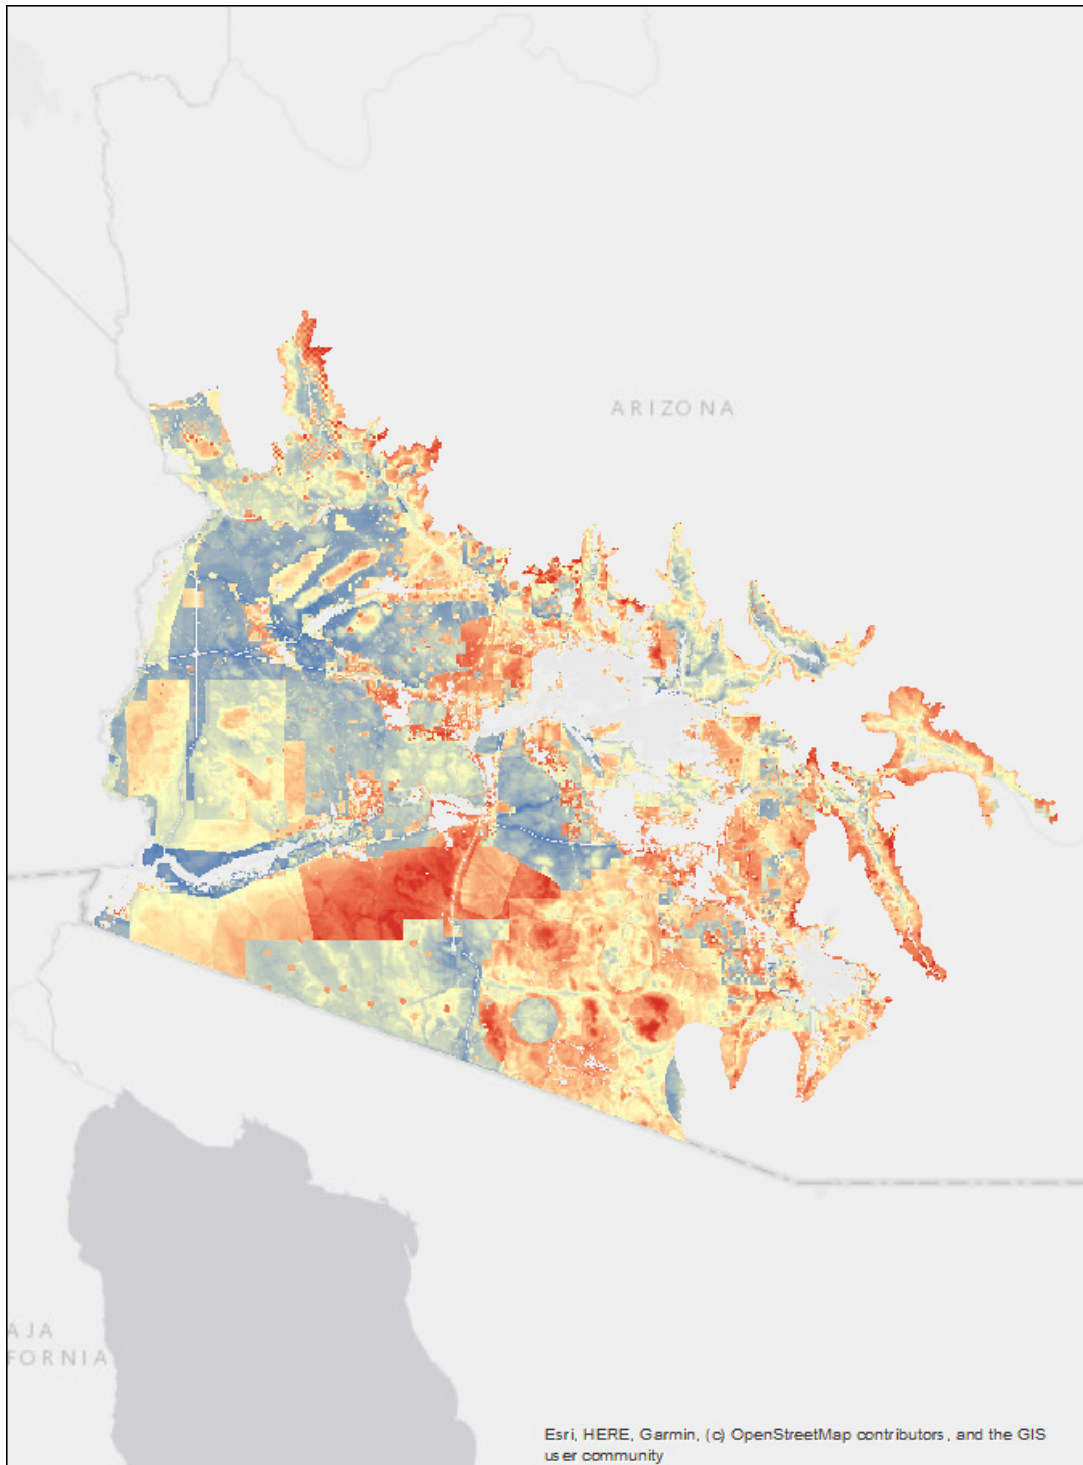 ARIZONA
AJA
FORNIA
Esri, HERE, Garmin, (c) OpenStreetMap contributors, and the GIS
user community